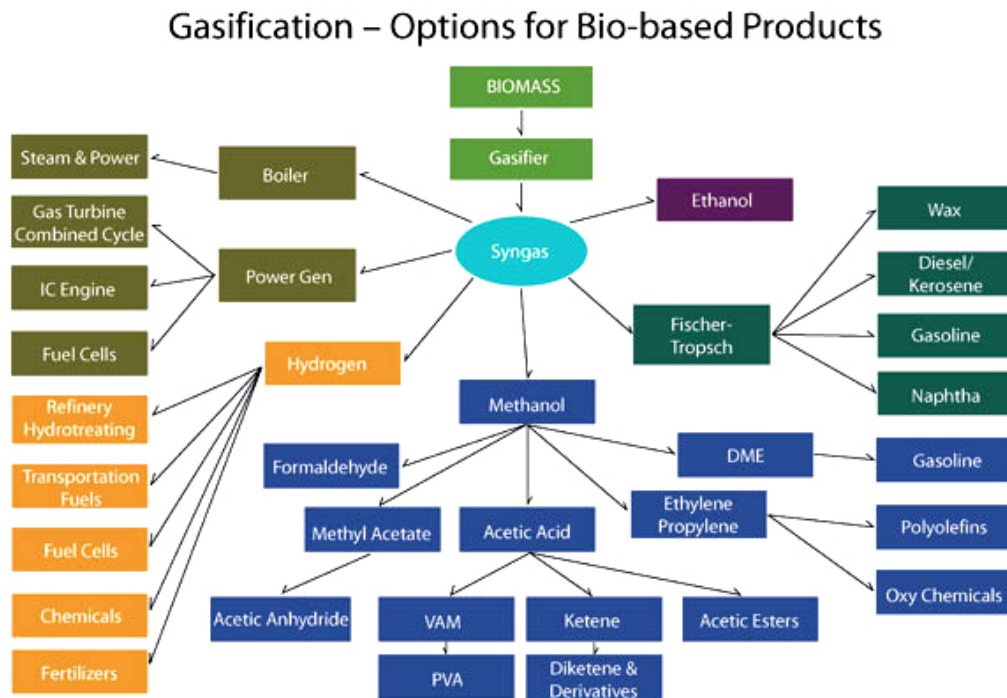 Gasification – Options for Bio-based Products
BIOMASS
Gasifier
Syngas
Steam & Power
Boiler
Gas Turbine
Combined Cycle
IC Engine
Fuel Cells
Power Gen
Ethanol
Fischer-
Tropsch
Wax
Diesel/
Kerosene
Gasoline
Naphtha
Hydrogen
Refinery
Hydrotreating
Transportation
Fuels
Fuel Cells
Chemicals
Fertilizers
Methanol
Formaldehyde
Methyl Acetate
Acetic Acid
Ethylene
Propylene
DME
Gasoline
Polyolefins
Oxy Chemicals
Acetic Anhydride
VAM
Ketene
Acetic Esters
PVA
Diketene &
Derivatives